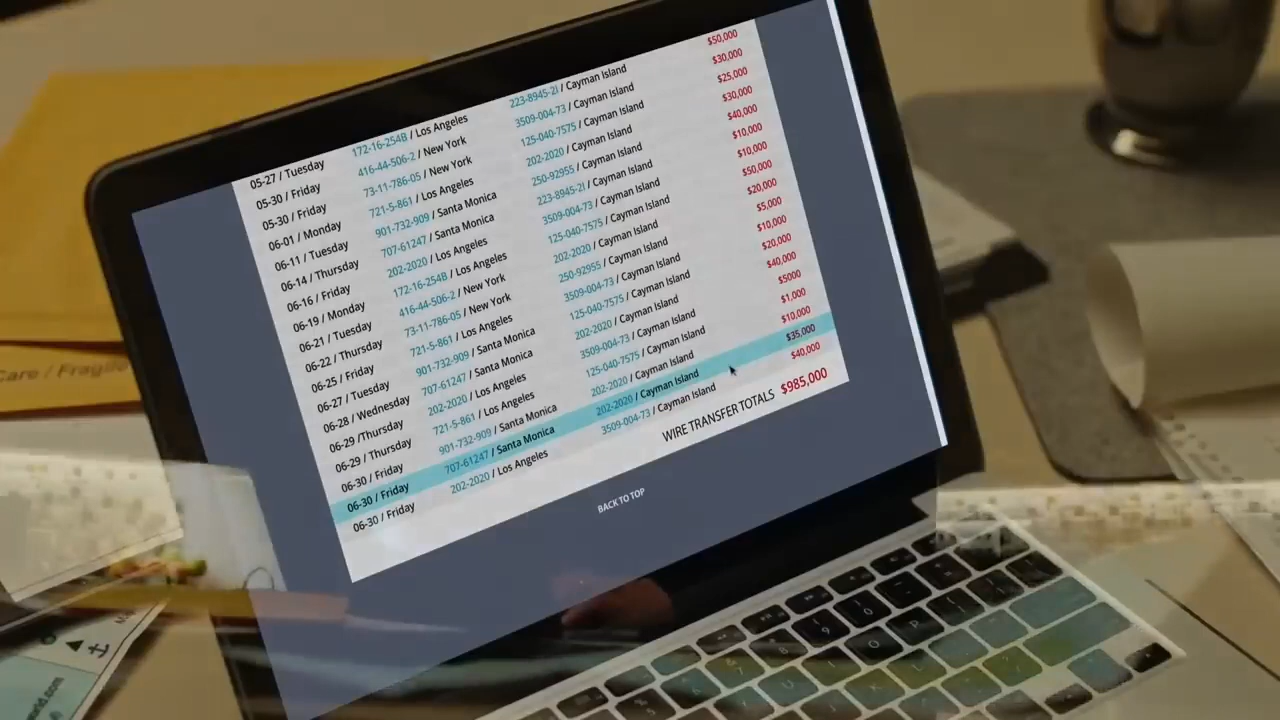 05-27 / Tuesday 172-16-254B / Los Angeles 223-8945-2I / Cayman Island $50,000
05-30 / Friday 416-44-506-2 / New York 3509-004-73 / Cayman Island $30,000
05-30 / Friday 73-11-786-05 / New York 125-040-7575 / Cayman Island $25,000
06-01 / Monday 721-5-861 / Los Angeles 202-2020 / Cayman Island $30,000
06-11 / Tuesday 901-732-909 / Santa Monica 250-92955 / Cayman Island $40,000
06-14 / Thursday 707-61247 / Santa Monica 223-8945-2I / Cayman Island $10,000
06-16 / Friday 202-2020 / Los Angeles 3509-004-73 / Cayman Island $10,000
06-19 / Monday 172-16-254B / Los Angeles 125-040-7575 / Cayman Island $50,000
06-21 / Tuesday 416-44-506-2 / New York 202-2020 / Cayman Island $20,000
06-22 / Thursday 73-11-786-05 / New York 250-92955 / Cayman Island $5,000
06-25 / Friday 721-5-861 / Los Angeles 3509-004-73 / Cayman Island $10,000
06-27 / Tuesday 901-732-909 / Santa Monica 125-040-7575 / Cayman Island $20,000
06-28 / Wednesday 707-61247 / Santa Monica 202-2020 / Cayman Island $40,000
06-29 /Thursday 202-2020 / Los Angeles 3509-004-73 / Cayman Island $5000
06-29 / Thursday 721-5-861 / Los Angeles 125-040-7575 / Cayman Island $1,000
06-30 / Friday 901-732-909 / Santa Monica 202-2020 / Cayman Island $10,000
06-30 / Friday 707-61247 / Santa Monica 202-2020 / Cayman Island $35,000
06-30 / Friday 202-2020 / Los Angeles 3509-004-73 / Cayman Island $40,000
WIRE TRANSFER TOTALS $985,000
BACK TO TOP
Care / Fragile